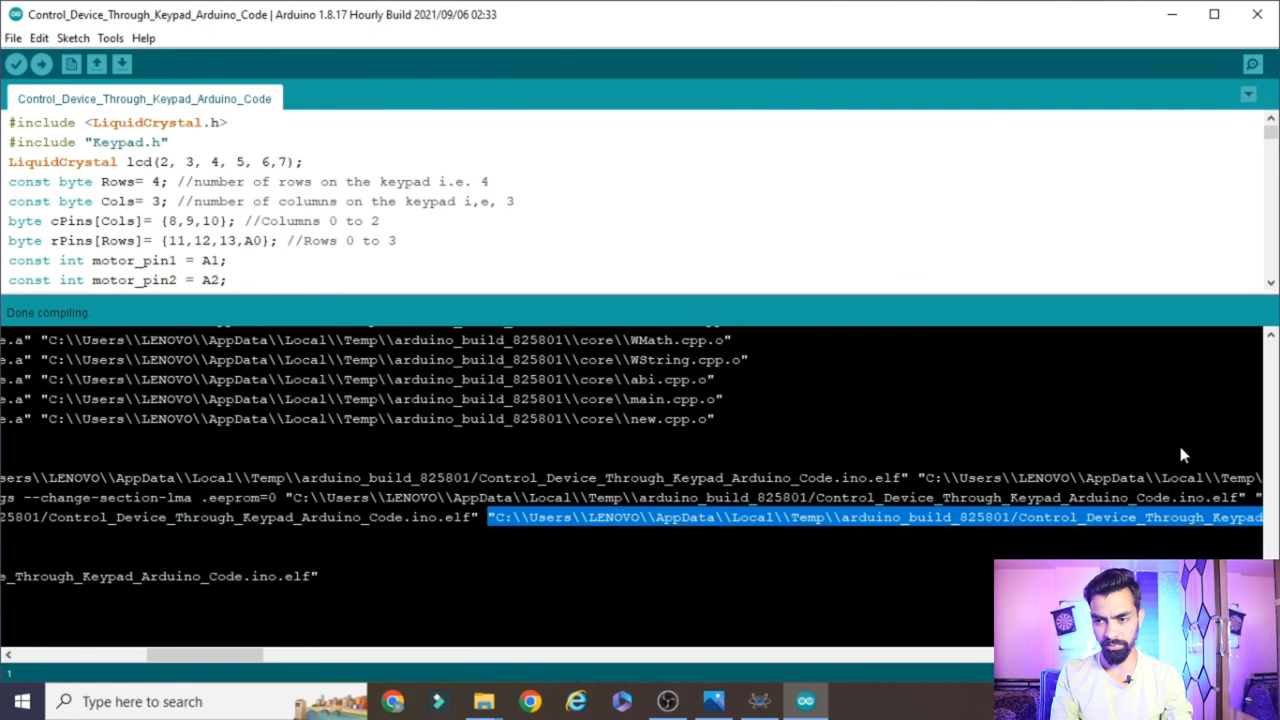 Control_Device_Through_Keypad_Arduino_Code | Arduino 1.8.17 Hourly Build 2021/09/06 02:33
File Edit Sketch Tools Help
Control_Device_Through_Keypad_Arduino_Code
#include <LiquidCrystal.h>
#include "Keypad.h"
LiquidCrystal lcd(2, 3, 4, 5, 6,7);
const byte Rows= 4; //number of rows on the keypad i.e. 4
const byte Cols= 3; //number of columns on the keypad i,e, 3
byte cPins[Cols]= {8,9,10}; //Columns 0 to 2
byte rPins[Rows]= {11,12,13,A0}; //Rows 0 to 3
const int motor_pin1 = A1;
const int motor_pin2 = A2;
Done compiling.
e.a" "C:\\Users\\LENOVO\\AppData\\Local\\Temp\\arduino_build_825801\\core\\WMath.cpp.o"
e.a" "C:\\Users\\LENOVO\\AppData\\Local\\Temp\\arduino_build_825801\\core\\WString.cpp.o"
e.a" "C:\\Users\\LENOVO\\AppData\\Local\\Temp\\arduino_build_825801\\core\\abi.cpp.o"
e.a" "C:\\Users\\LENOVO\\AppData\\Local\\Temp\\arduino_build_825801\\core\\main.cpp.o"
e.a" "C:\\Users\\LENOVO\\AppData\\Local\\Temp\\arduino_build_825801\\core\\new.cpp.o"
sers\\LENOVO\\AppData\\Local\\Temp\\arduino_build_825801/Control_Device_Through_Keypad_Arduino_Code.ino.elf" "C:\\Users\\LENOVO\\AppData\\Local\\Temp\
gs --change-section-lma .eeprom=0 "C:\\Users\\LENOVO\\AppData\\Local\\Temp\\arduino_build_825801/Control_Device_Through_Keypad_Arduino_Code.ino.elf" "
25801/Control_Device_Through_Keypad_Arduino_Code.ino.elf" "C:\\Users\\LENOVO\\AppData\\Local\\Temp\\arduino_build_825801/Control_Device_Through_Keypad
e_Through_Keypad_Arduino_Code.ino.elf"
1
Type here to search